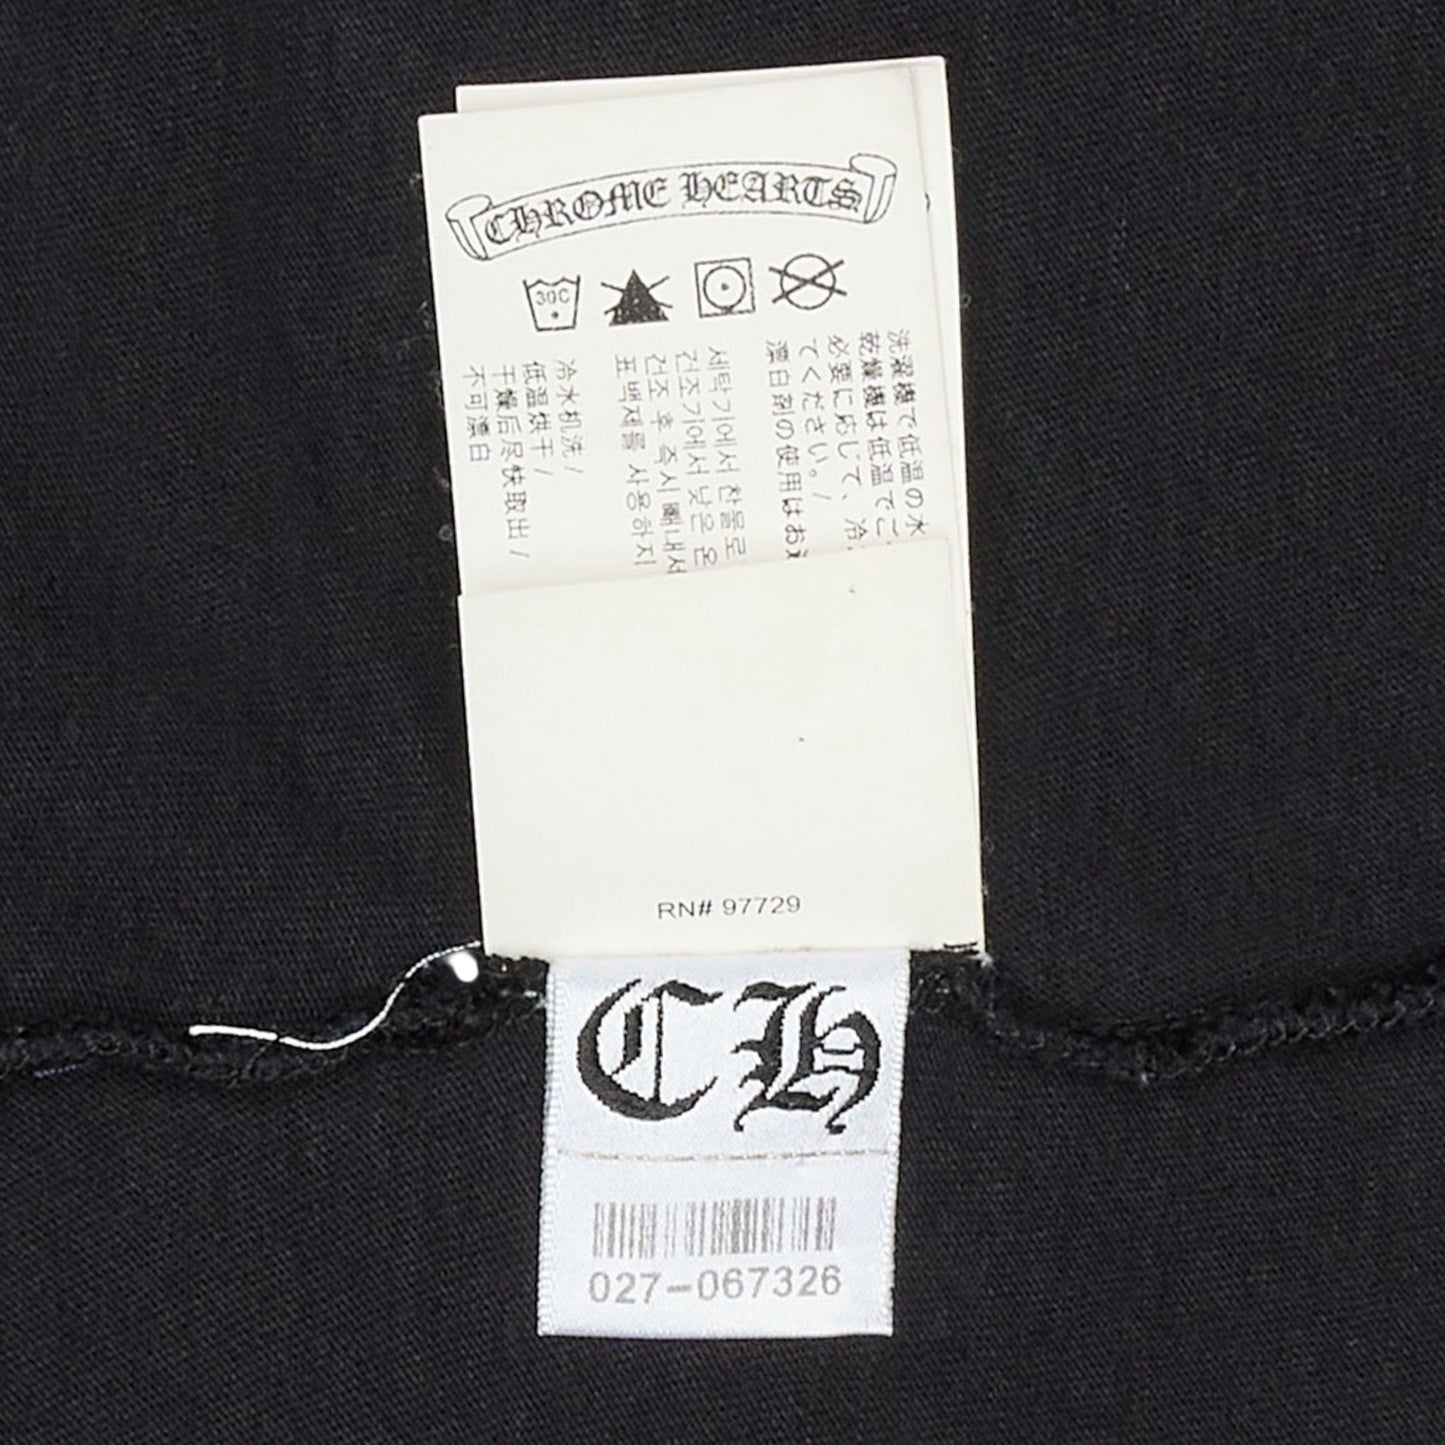 CHROME HEARTS
30C
洗濯機で低温の水
乾燥機は低温でご
必要に応じて、冷
てください。/
漂白剤の使用はお
세탁기에서 찬물로
건조기에서 낮은 온
건조 후 즉시 빼내서
표백제를 사용하지
冷水机洗/
低温烘干/
干燥后尽快取出/
不可漂白
RN# 97729
CH
027-067326